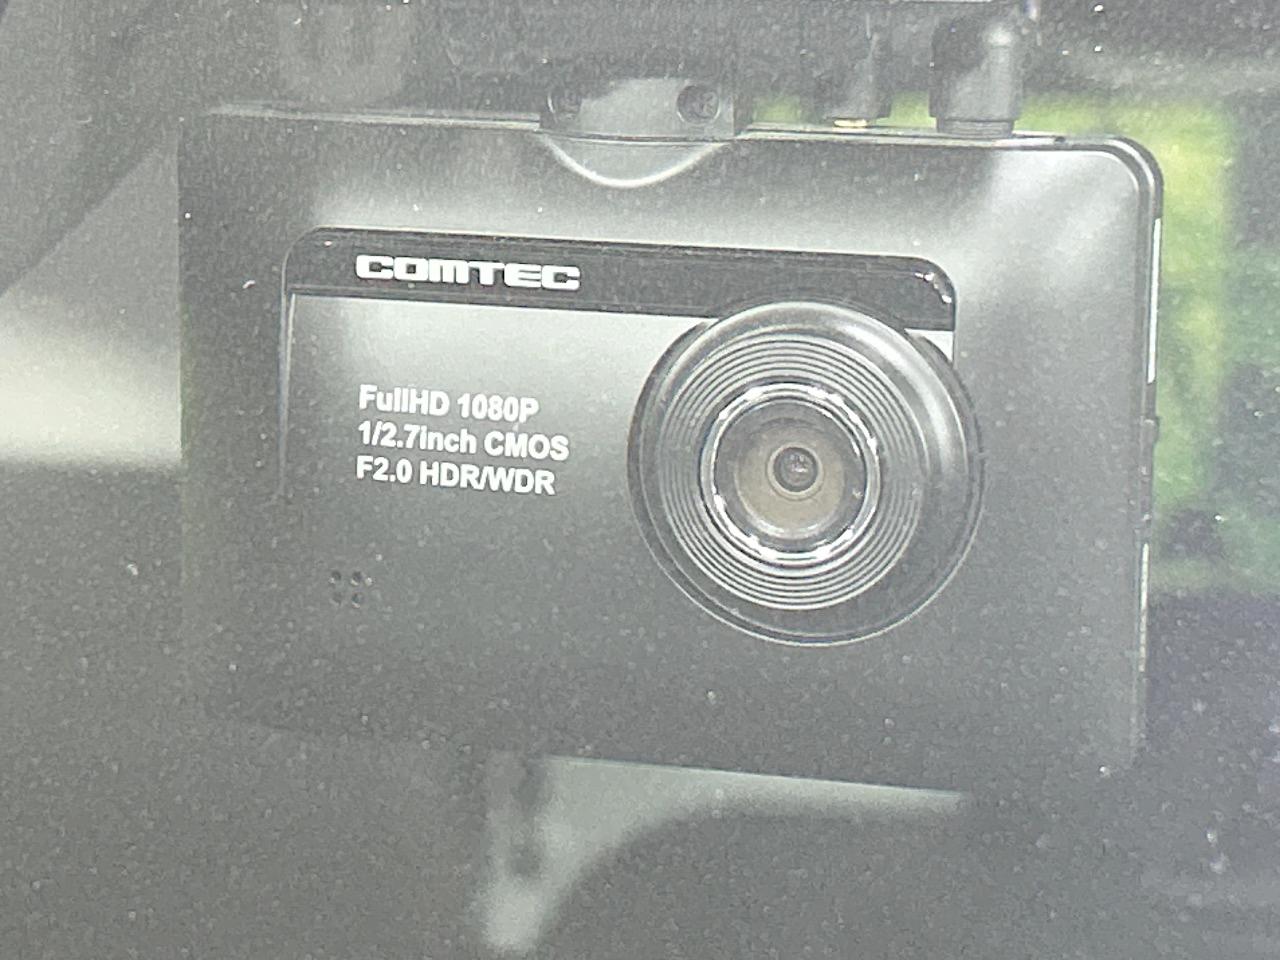 COMTEC
FullHD 1080P
1/2.7inch CMOS
F2.0 HDR/WDR